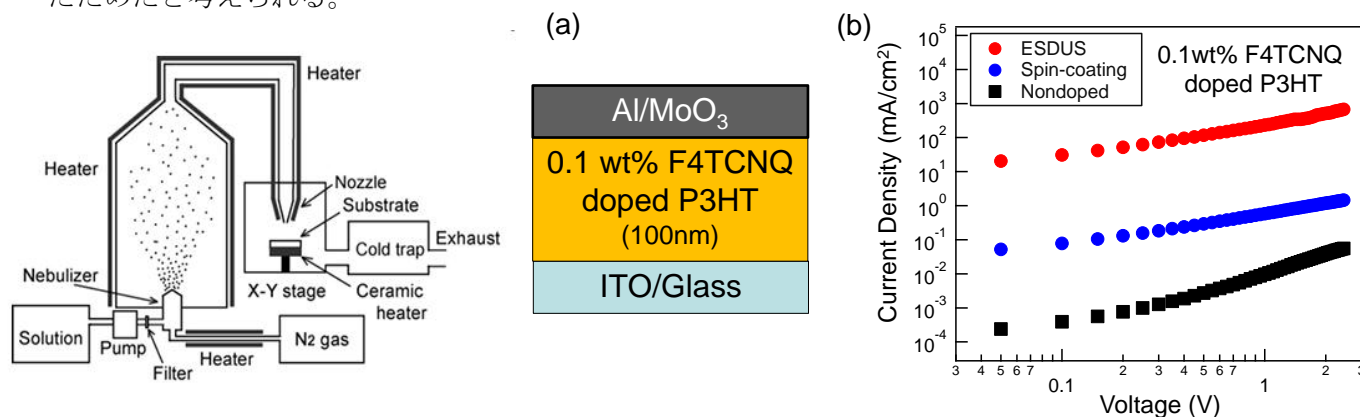 たためだと考えられる。
Heater
Heater
Nozzle
Substrate
Cold trap
Exhaust
Nebulizer
X-Y stage
Ceramic
heater
Solution
Pump
Filter
Heater
N2 gas
(a)
Al/MoO3
0.1 wt% F4TCNQ
doped P3HT
(100nm)
ITO/Glass
(b)
ESDUS
Spin-coating
Nondoped
0.1wt% F4TCNQ
doped P3HT
Current Density (mA/cm2)
10^5
10^4
10^3
10^2
10^1
10^0
10^-1
10^-2
10^-3
10^-4
3 4 5 6 7 0.1 2 3 4 5 6 7 1 2 3
Voltage (V)